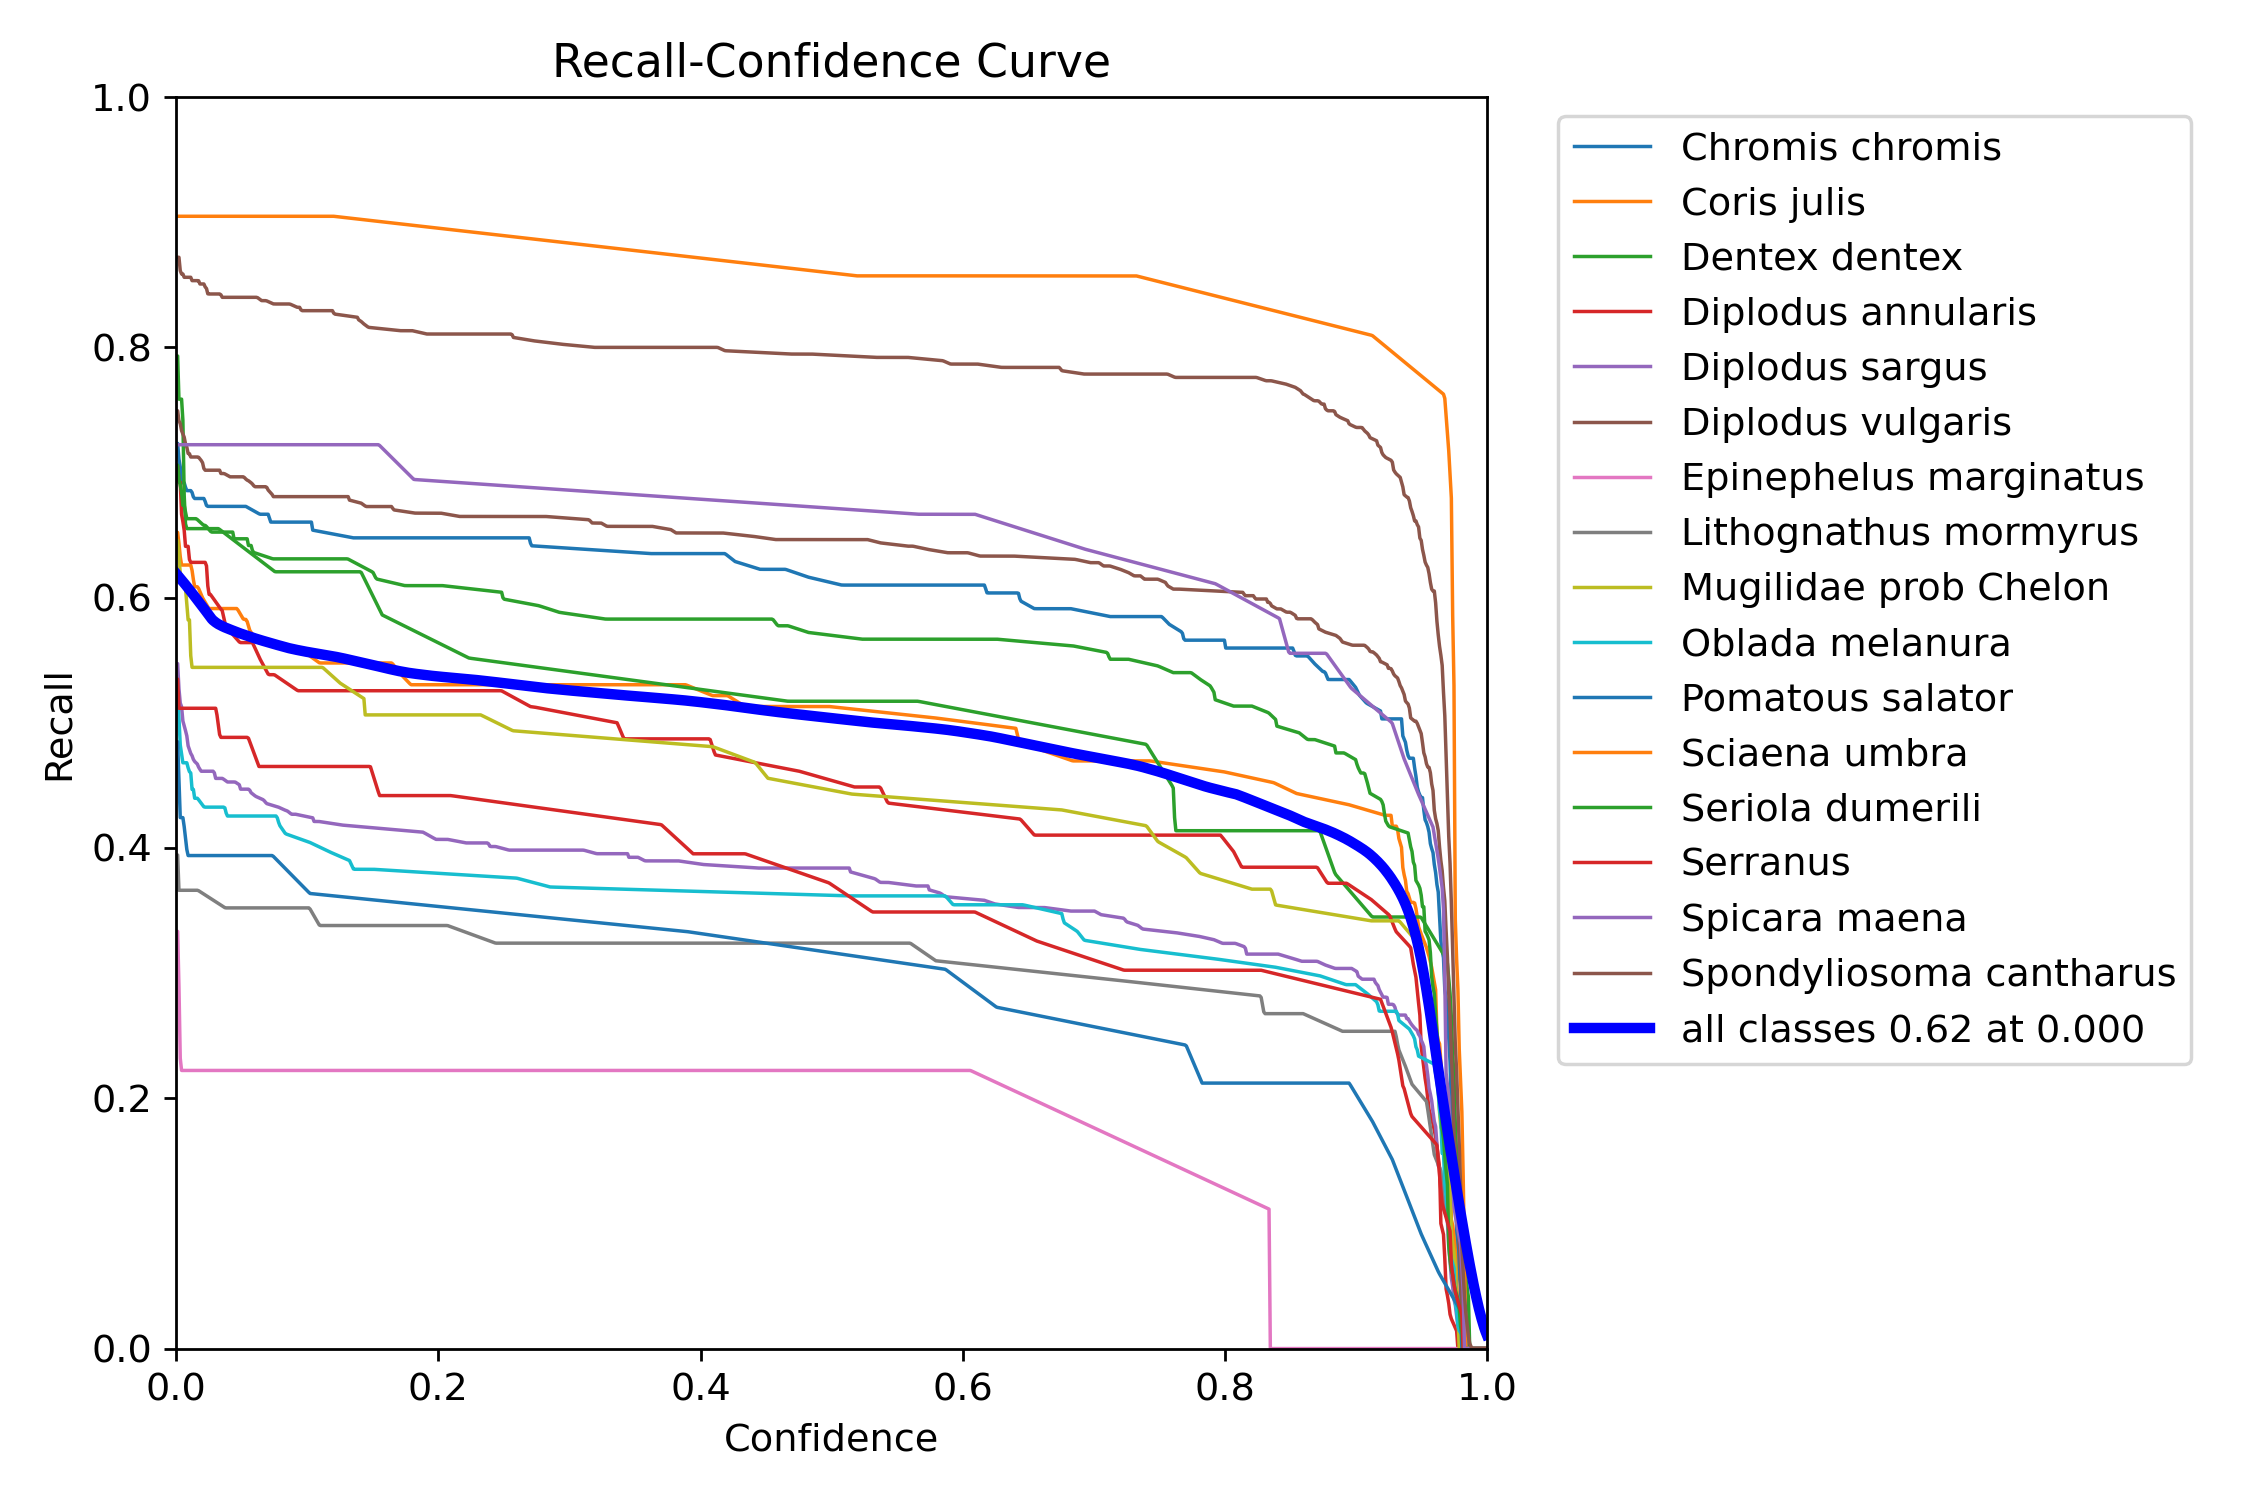 Recall-Confidence Curve
1.0
0.8
0.6
0.4
0.2
0.0
Recall
0.0 0.2 0.4 0.6 0.8 1.0
Confidence
Chromis chromis
Coris julis
Dentex dentex
Diplodus annularis
Diplodus sargus
Diplodus vulgaris
Epinephelus marginatus
Lithognathus mormyrus
Mugilidae prob Chelon
Oblada melanura
Pomatous salator
Sciaena umbra
Seriola dumerili
Serranus
Spicara maena
Spondyliosoma cantharus
all classes 0.62 at 0.000